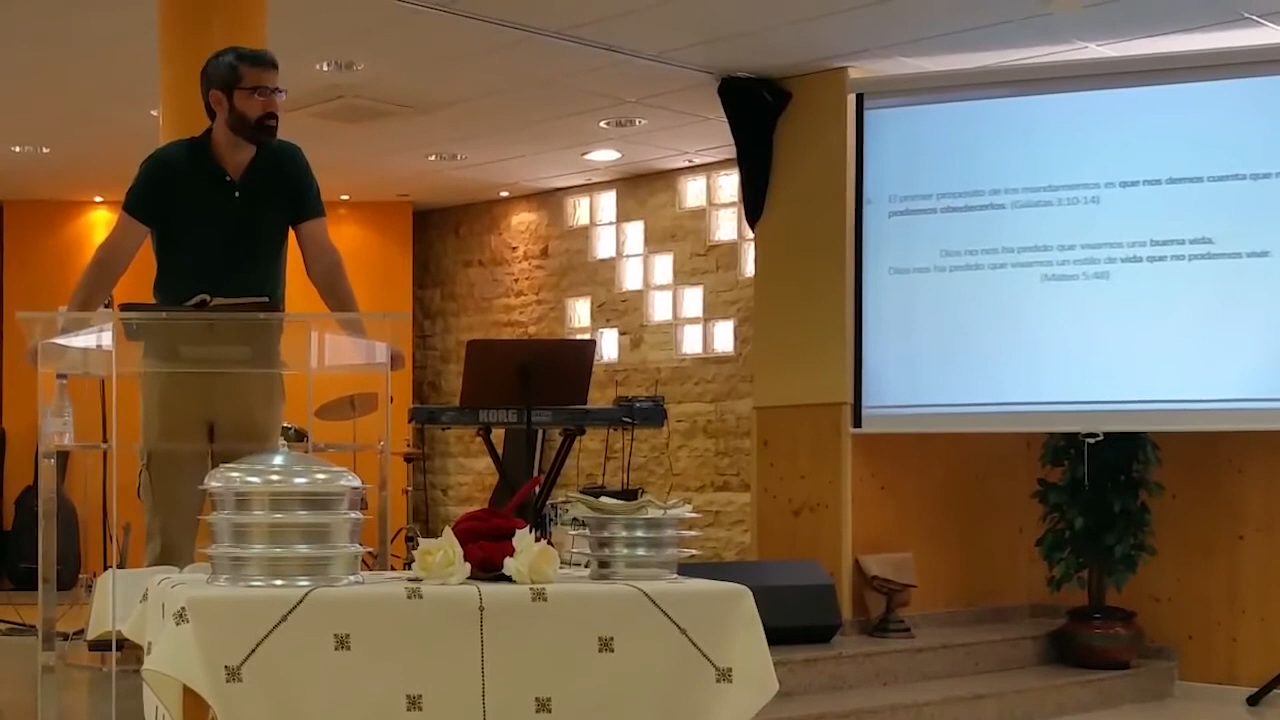 El primer propósito de los mandamientos es que nos demos cuenta que
podemos obedecerlos. (Gálatas 3:10-14)
Dios no nos ha pedido que vivamos una buena vida.
Dios nos ha pedido que vivamos un estilo de vida que no podemos vivir.
(Mateo 5:48)
KORG